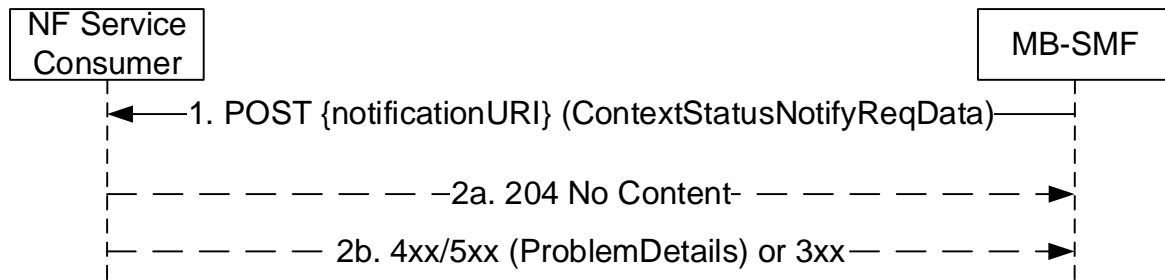 NF Service
Consumer
MB-SMF
1. POST {notificationURI} (ContextStatusNotifyReqData)
2a. 204 No Content
2b. 4xx/5xx (ProblemDetails) or 3xx